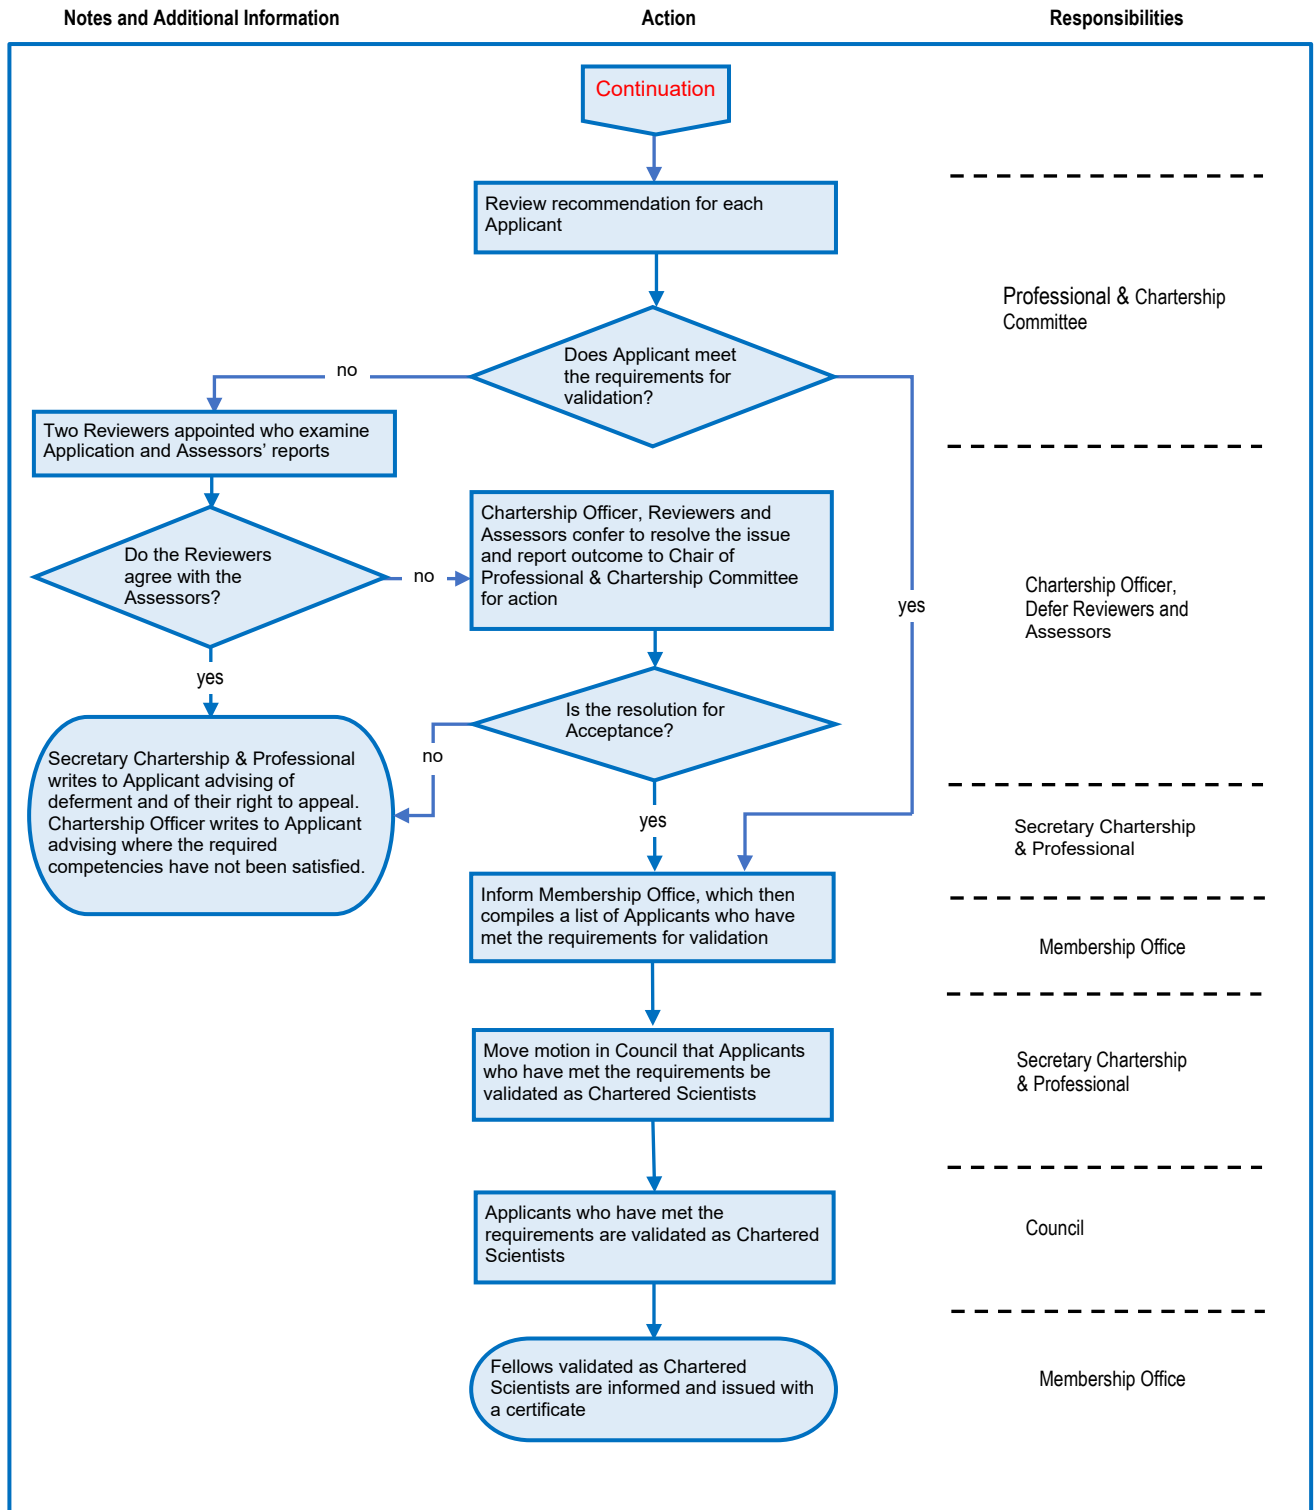 Notes and Additional Information
Action
Responsibilities
Continuation
Review recommendation for each
Applicant
Professional & Chartership
Committee
Does Applicant meet
the requirements for
validation?
no
yes
Two Reviewers appointed who examine
Application and Assessors’ reports
Do the Reviewers
agree with the
Assessors?
no
yes
Chartership Officer, Reviewers and
Assessors confer to resolve the issue
and report outcome to Chair of
Professional & Chartership Committee
for action
Chartership Officer,
Defer Reviewers and
Assessors
Is the resolution for
Acceptance?
no
yes
Secretary Chartership & Professional
writes to Applicant advising of
deferment and of their right to appeal.
Chartership Officer writes to Applicant
advising where the required
competencies have not been satisfied.
Secretary Chartership
& Professional
Inform Membership Office, which then
compiles a list of Applicants who have
met the requirements for validation
Membership Office
Move motion in Council that Applicants
who have met the requirements be
validated as Chartered Scientists
Secretary Chartership
& Professional
Applicants who have met the
requirements are validated as Chartered
Scientists
Council
Fellows validated as Chartered
Scientists are informed and issued with
a certificate
Membership Office